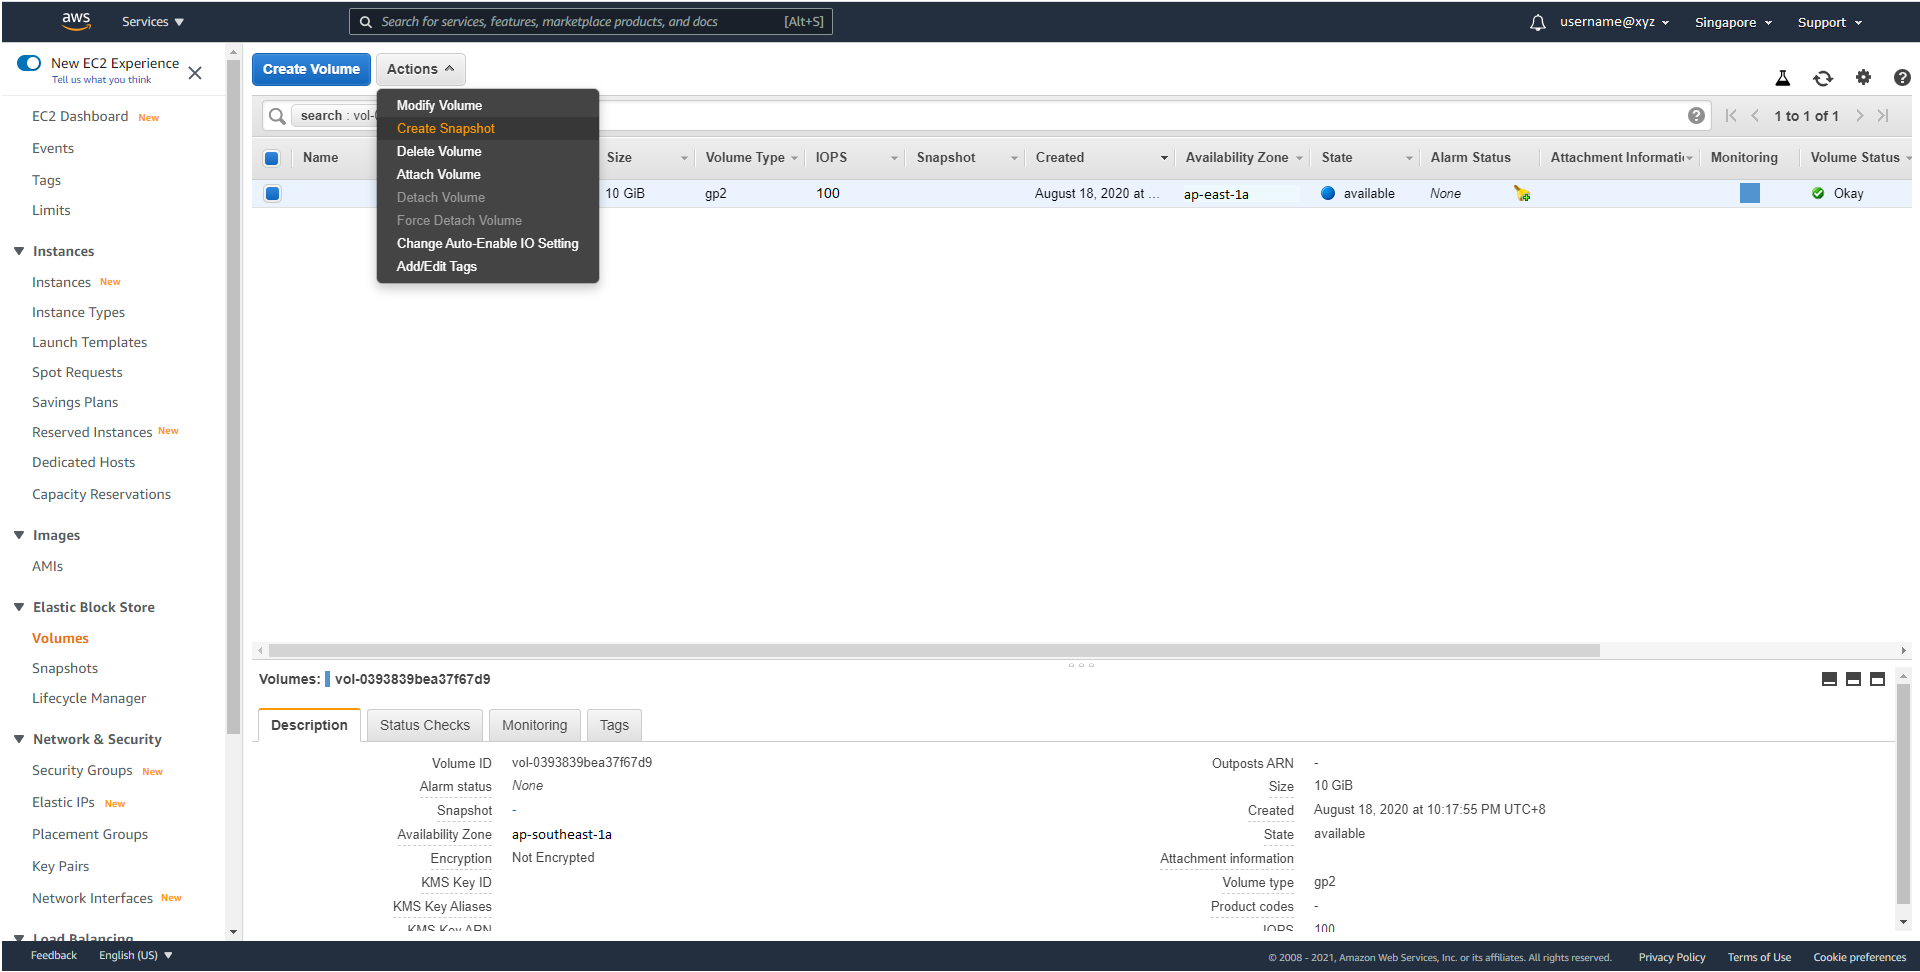 aws Services Search for services, features, marketplace products, and docs [Alt+S] username@xyz Singapore Support
New EC2 Experience
Tell us what you think
EC2 Dashboard New
Events
Tags
Limits
Instances
Instances New
Instance Types
Launch Templates
Spot Requests
Savings Plans
Reserved Instances New
Dedicated Hosts
Capacity Reservations
Images
AMIs
Elastic Block Store
Volumes
Snapshots
Lifecycle Manager
Network & Security
Security Groups New
Elastic IPs New
Placement Groups
Key Pairs
Network Interfaces New
Load Balancing
Create Volume Actions
search : vol-0 1 to 1 of 1
Modify Volume
Create Snapshot
Delete Volume
Attach Volume
Detach Volume
Force Detach Volume
Change Auto-Enable IO Setting
Add/Edit Tags
Name Size Volume Type IOPS Snapshot Created Availability Zone State Alarm Status Attachment Informati Monitoring Volume Status
10 GiB gp2 100 August 18, 2020 at ... ap-east-1a available None Okay
Volumes: vol-0393839bea37f67d9
Description Status Checks Monitoring Tags
Volume ID vol-0393839bea37f67d9
Alarm status None
Snapshot -
Availability Zone ap-southeast-1a
Encryption Not Encrypted
KMS Key ID
KMS Key Aliases
KMS Key ARN
Outposts ARN -
Size 10 GiB
Created August 18, 2020 at 10:17:55 PM UTC+8
State available
Attachment information
Volume type gp2
Product codes -
IOPS 100
Feedback English (US) © 2008 - 2021, Amazon Web Services, Inc. or its affiliates. All rights reserved. Privacy Policy Terms of Use Cookie preferences